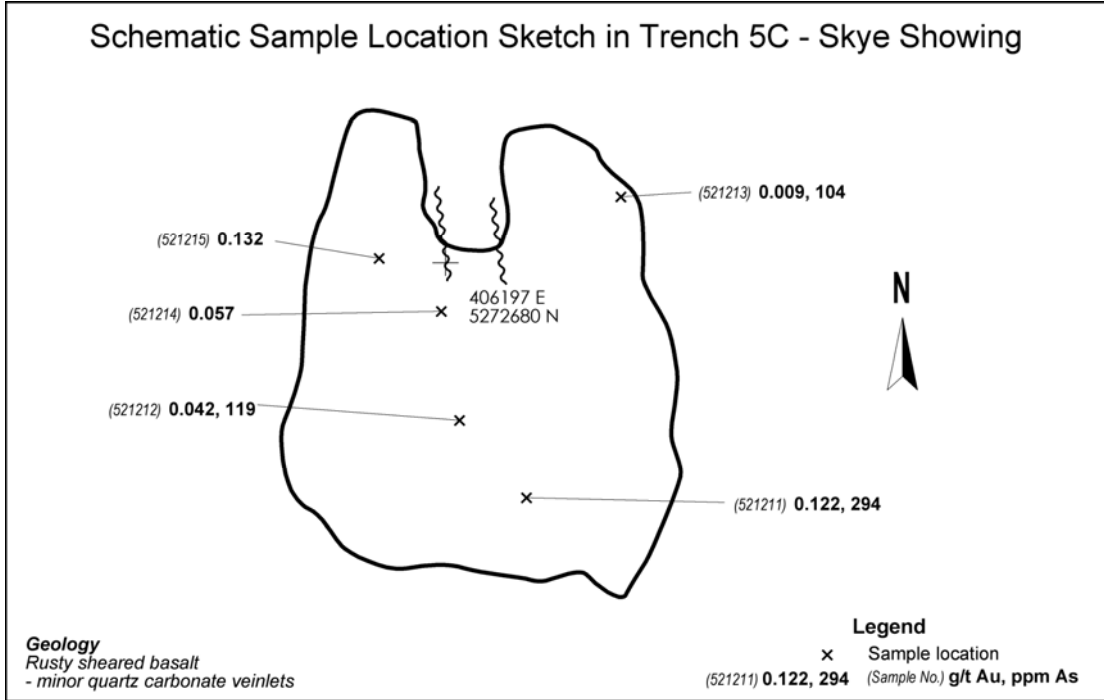 Schematic Sample Location Sketch in Trench 5C - Skye Showing
(521213) 0.009, 104
(521215) 0.132
(521214) 0.057
406197 E
5272680 N
N
(521212) 0.042, 119
(521211) 0.122, 294
Geology
Rusty sheared basalt
- minor quartz carbonate veinlets
Legend
× Sample location
(521211) 0.122, 294 (Sample No.) g/t Au, ppm As